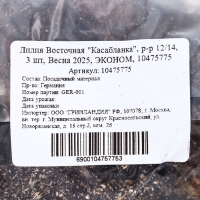 Лилия Восточная "Касабланка", р-р 12/14,
3 шт, Весна 2025, ЭКОНОМ, 10475775
Артикул: 10475775
Состав: Посадочный материал
Пр-во: Германия
Номер партии: GER-001
Дата урожая:
Дата упаковки:
Импортер: ООО "ГРИНЛАНДИЯ" РФ, 107078, г. Москва,
вн. тер. г. Муниципальный округ Красносельский, ул.
Новорязанская, д. 18 стр 2, ком. 26
6900104757753